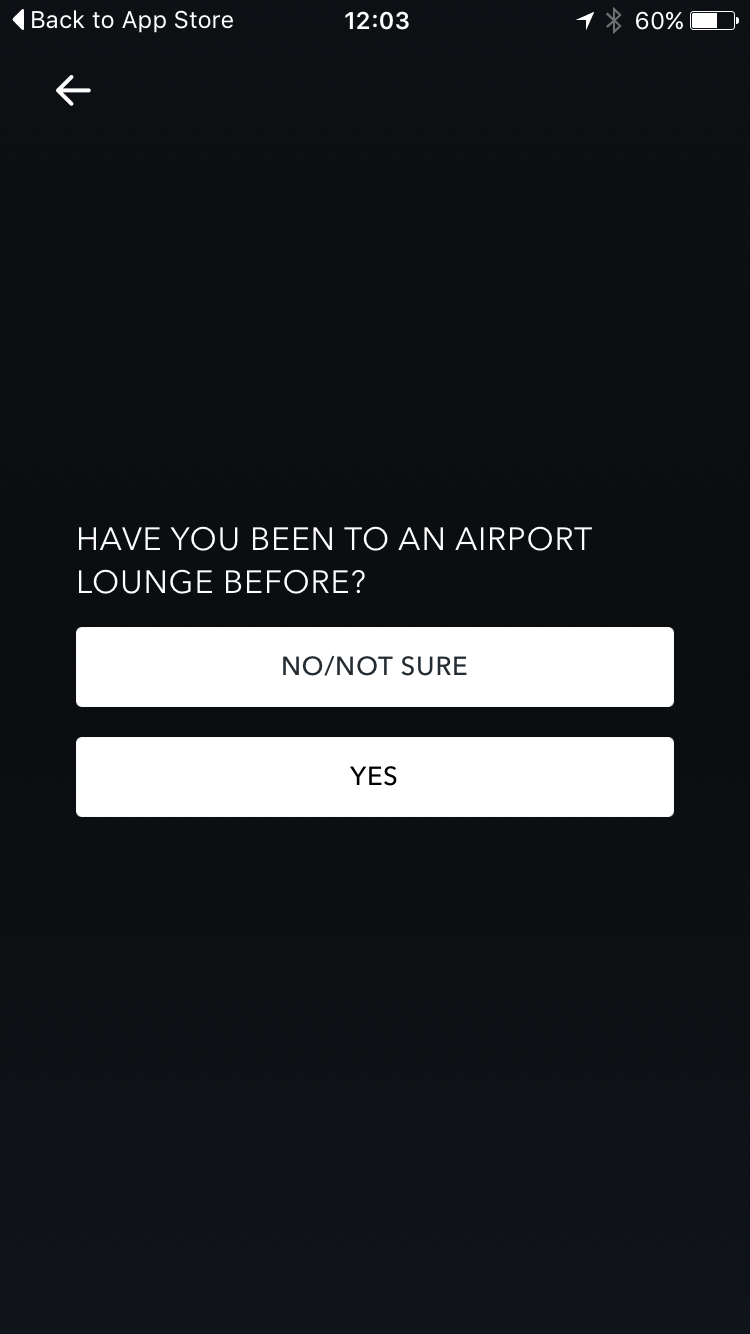 Back to App Store 12:03 60%
HAVE YOU BEEN TO AN AIRPORT
LOUNGE BEFORE?
NO/NOT SURE
YES